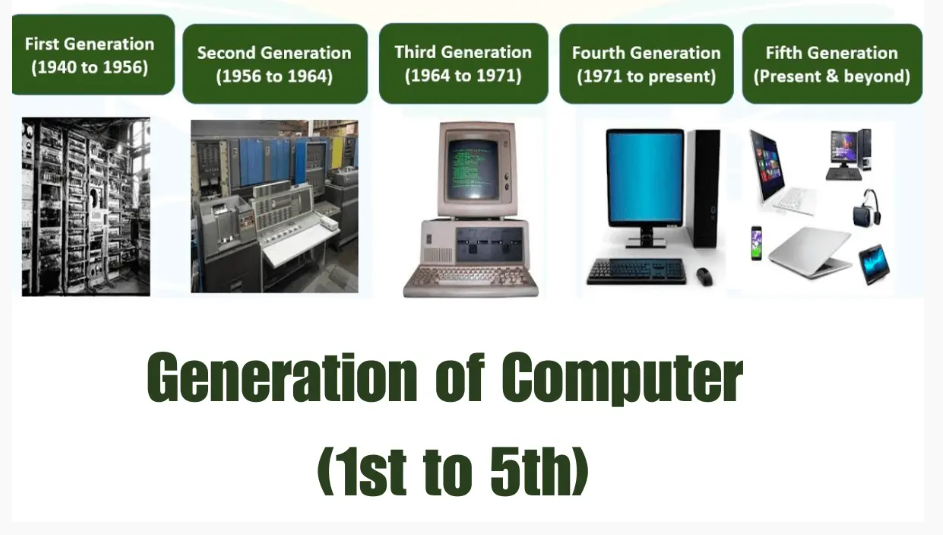 First Generation
(1940 to 1956)
Second Generation
(1956 to 1964)
Third Generation
(1964 to 1971)
Fourth Generation
(1971 to present)
Fifth Generation
(Present & beyond)
Generation of Computer
(1st to 5th)